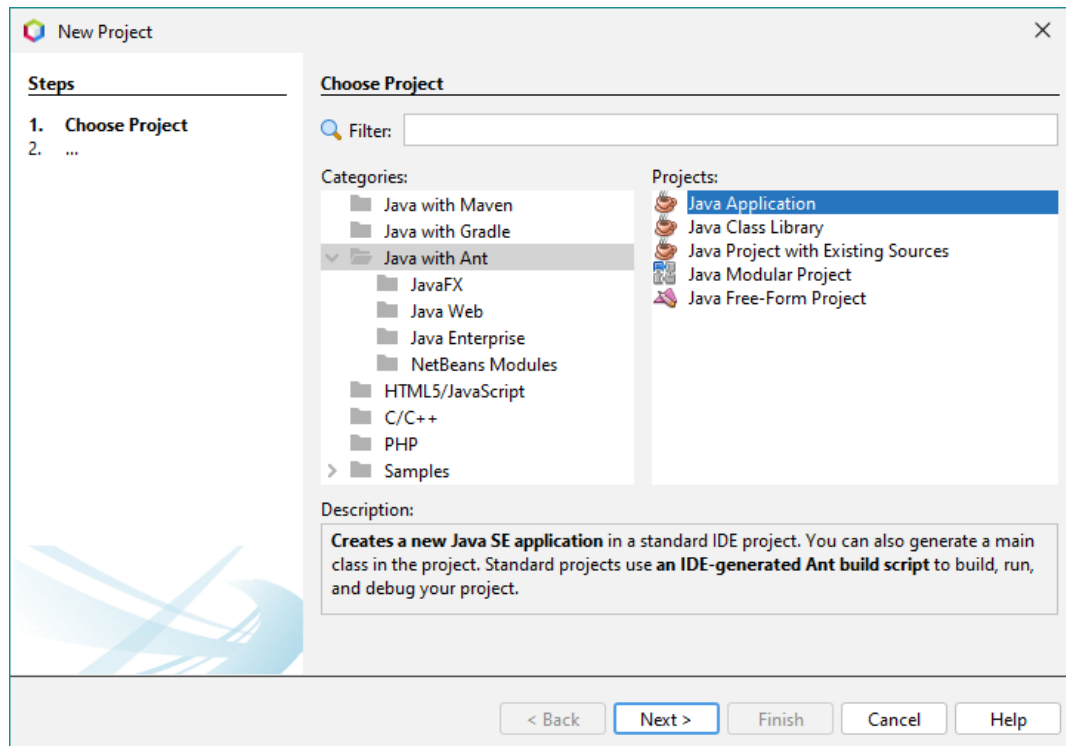 New Project
Steps
1. Choose Project
2. ...
Choose Project
Filter:
Categories:
Java with Maven
Java with Gradle
Java with Ant
JavaFX
Java Web
Java Enterprise
NetBeans Modules
HTML5/JavaScript
C/C++
PHP
Samples
Projects:
Java Application
Java Class Library
Java Project with Existing Sources
Java Modular Project
Java Free-Form Project
Description:
Creates a new Java SE application in a standard IDE project. You can also generate a main
class in the project. Standard projects use an IDE-generated Ant build script to build, run,
and debug your project.
< Back
Next >
Finish
Cancel
Help